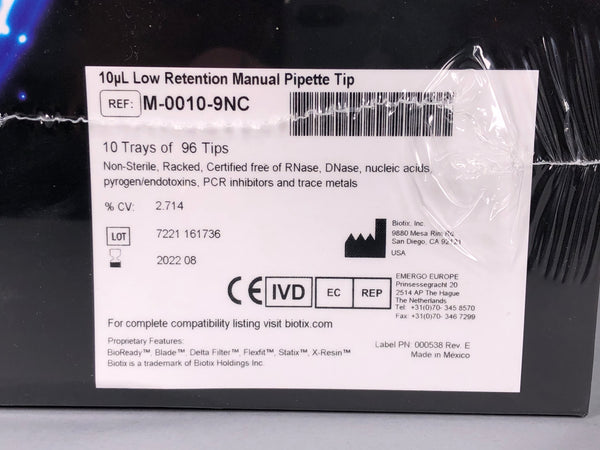 10µL Low Retention Manual Pipette Tip
REF: M-0010-9NC
10 Trays of 96 Tips
Non-Sterile, Racked, Certified free of RNase, DNase, nucleic acids,
pyrogen/endotoxins, PCR inhibitors and trace metals
% CV: 2.714
LOT 7221 161736
2022 08
Biotix, Inc.
9880 Mesa Rim Rd
San Diego, CA 92121
USA
CE IVD EC REP
EMERGO EUROPE
Prinsessegracht 20
2514 AP The Hague
The Netherlands
Tel: +31(0)70- 345 8570
Fax: +31(0)70- 346 7299
For complete compatibility listing visit biotix.com
Proprietary Features:
BioReady™, Blade™, Delta Filter™, Flexfit™, Statix™, X-Resin™
Biotix is a trademark of Biotix Holdings Inc.
Label PN: 000538 Rev. E
Made in México